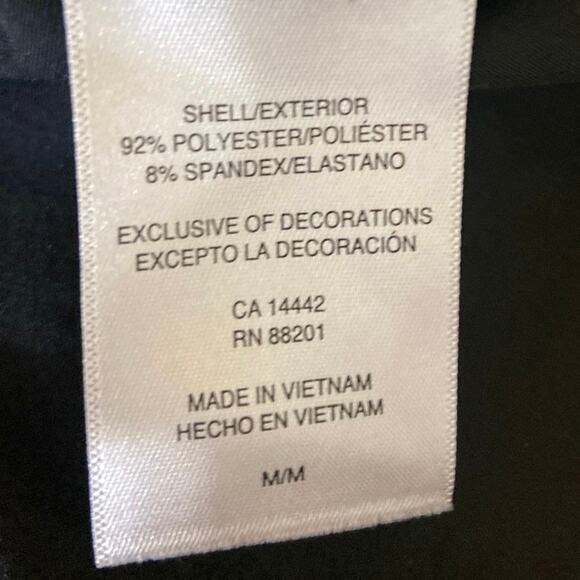 SHELL/EXTERIOR
92% POLYESTER/POLIÉSTER
8% SPANDEX/ELASTANO
EXCLUSIVE OF DECORATIONS
EXCEPTO LA DECORACIÓN
CA 14442
RN 88201
MADE IN VIETNAM
HECHO EN VIETNAM
M/M